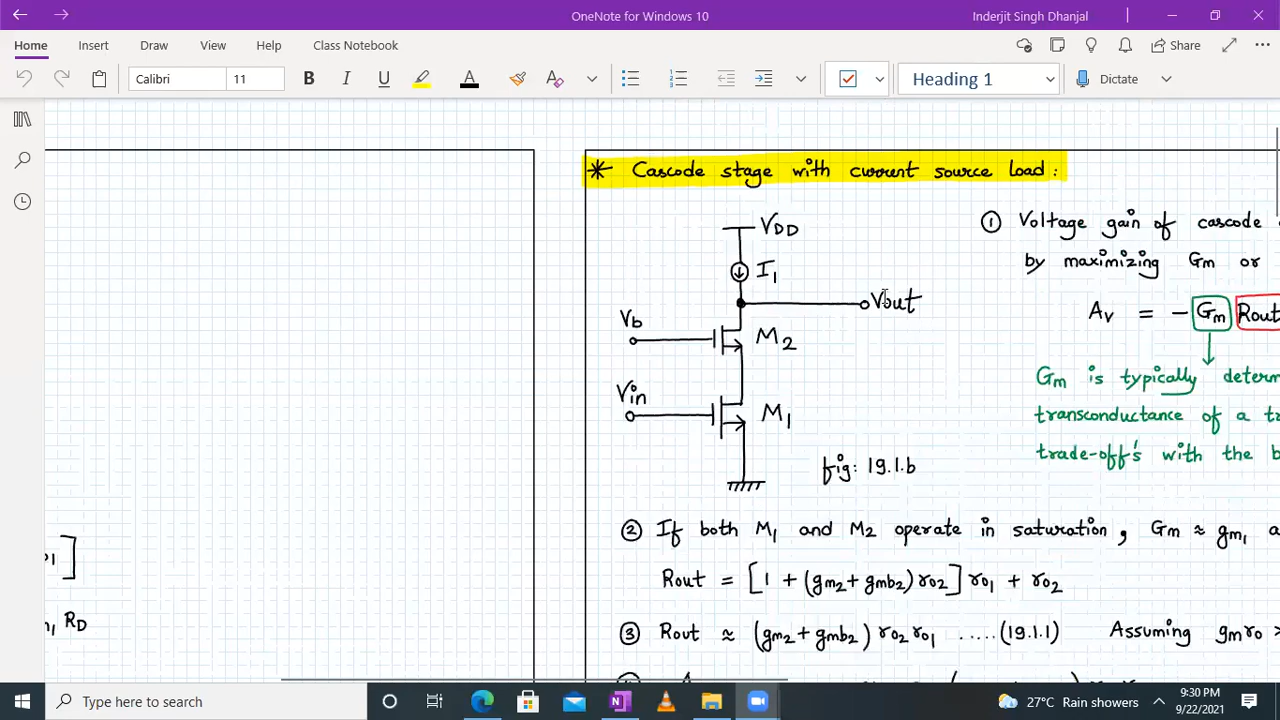 OneNote for Windows 10
Inderjit Singh Dhanjal
Home Insert Draw View Help Class Notebook
Share
Calibri 11 B I U A Heading 1 Dictate
* Cascode stage with current source load :
VDD
I1
Vout
Vb
M2
Vin
M1
fig: 19.1.b
① Voltage gain of cascode
by maximizing Gm or
Av = - Gm Rout
Gm is typically
transconductance of a
trade-off's with the
② If both M1 and M2 operate in saturation, Gm ≈ gm1
Rout = [1 + (gm2 + gmb2) ro2] ro1 + ro2
③ Rout ≈ (gm2 + gmb2) ro2 ro1 .....(19.1.1) Assuming gmro >
RD
Type here to search
27°C Rain showers
9:30 PM
9/22/2021